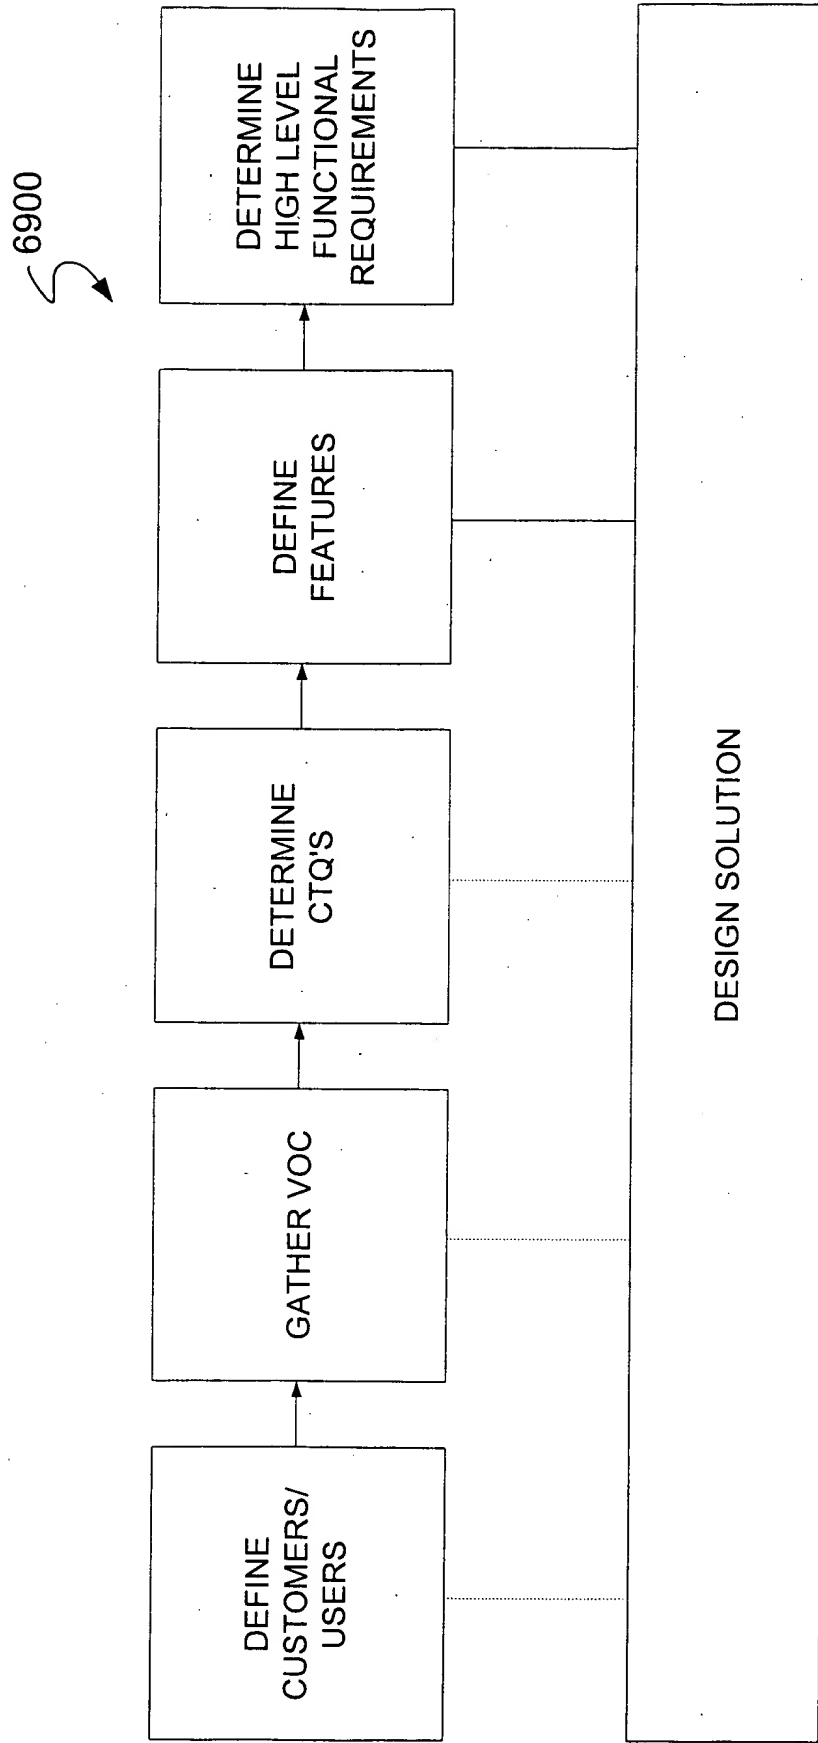 6900
DEFINE
CUSTOMERS/
USERS
GATHER VOC
DETERMINE
CTQ'S
DEFINE
FEATURES
DETERMINE
HIGH LEVEL
FUNCTIONAL
REQUIREMENTS
DESIGN SOLUTION